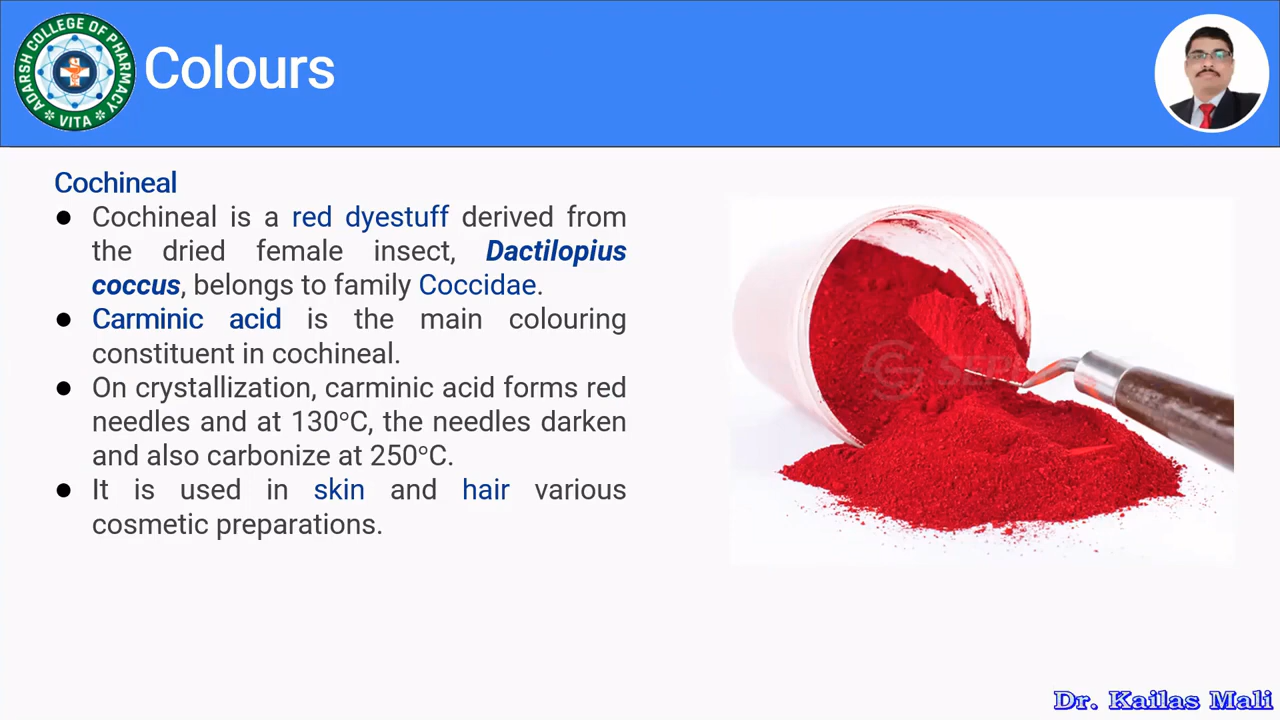 ADARSH COLLEGE OF PHARMACY
VITA
Colours
Cochineal
● Cochineal is a red dyestuff derived from
the dried female insect, Dactilopius
coccus, belongs to family Coccidae.
● Carminic acid is the main colouring
constituent in cochineal.
● On crystallization, carminic acid forms red
needles and at 130°C, the needles darken
and also carbonize at 250°C.
● It is used in skin and hair various
cosmetic preparations.
Dr. Kailas Mali